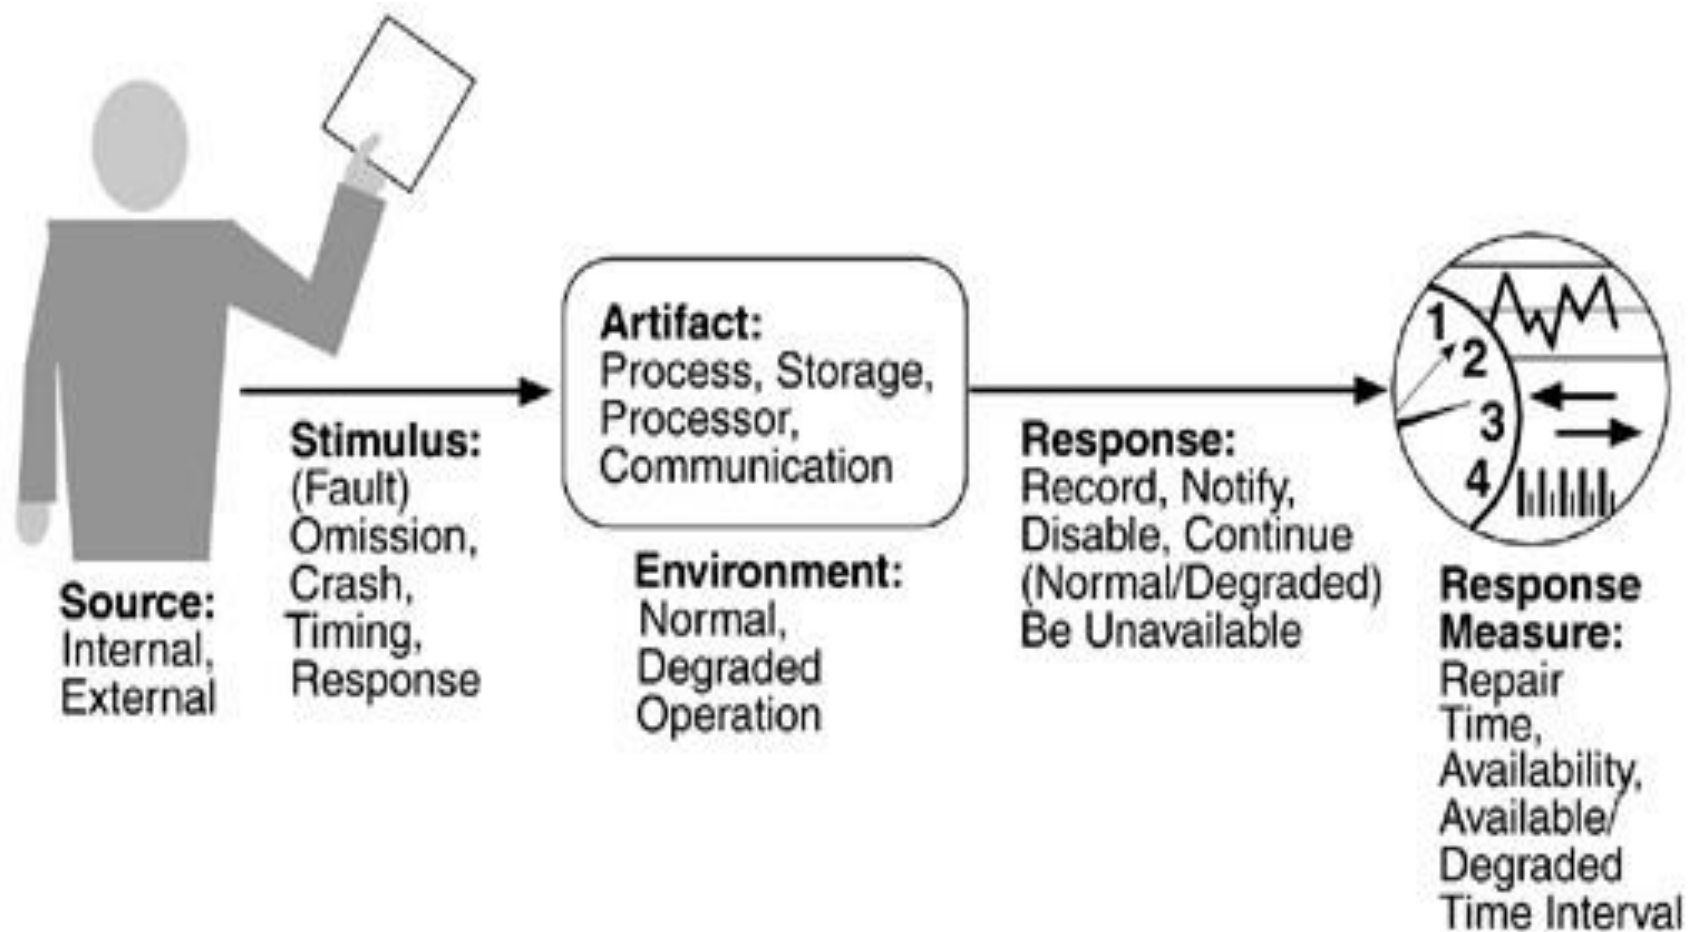 Source:
Internal,
External
Stimulus:
(Fault)
Omission,
Crash,
Timing,
Response
Artifact:
Process, Storage,
Processor,
Communication
Environment:
Normal,
Degraded
Operation
Response:
Record, Notify,
Disable, Continue
(Normal/Degraded)
Be Unavailable
1
2
3
4
Response
Measure:
Repair
Time,
Availability,
Available/
Degraded
Time Interval